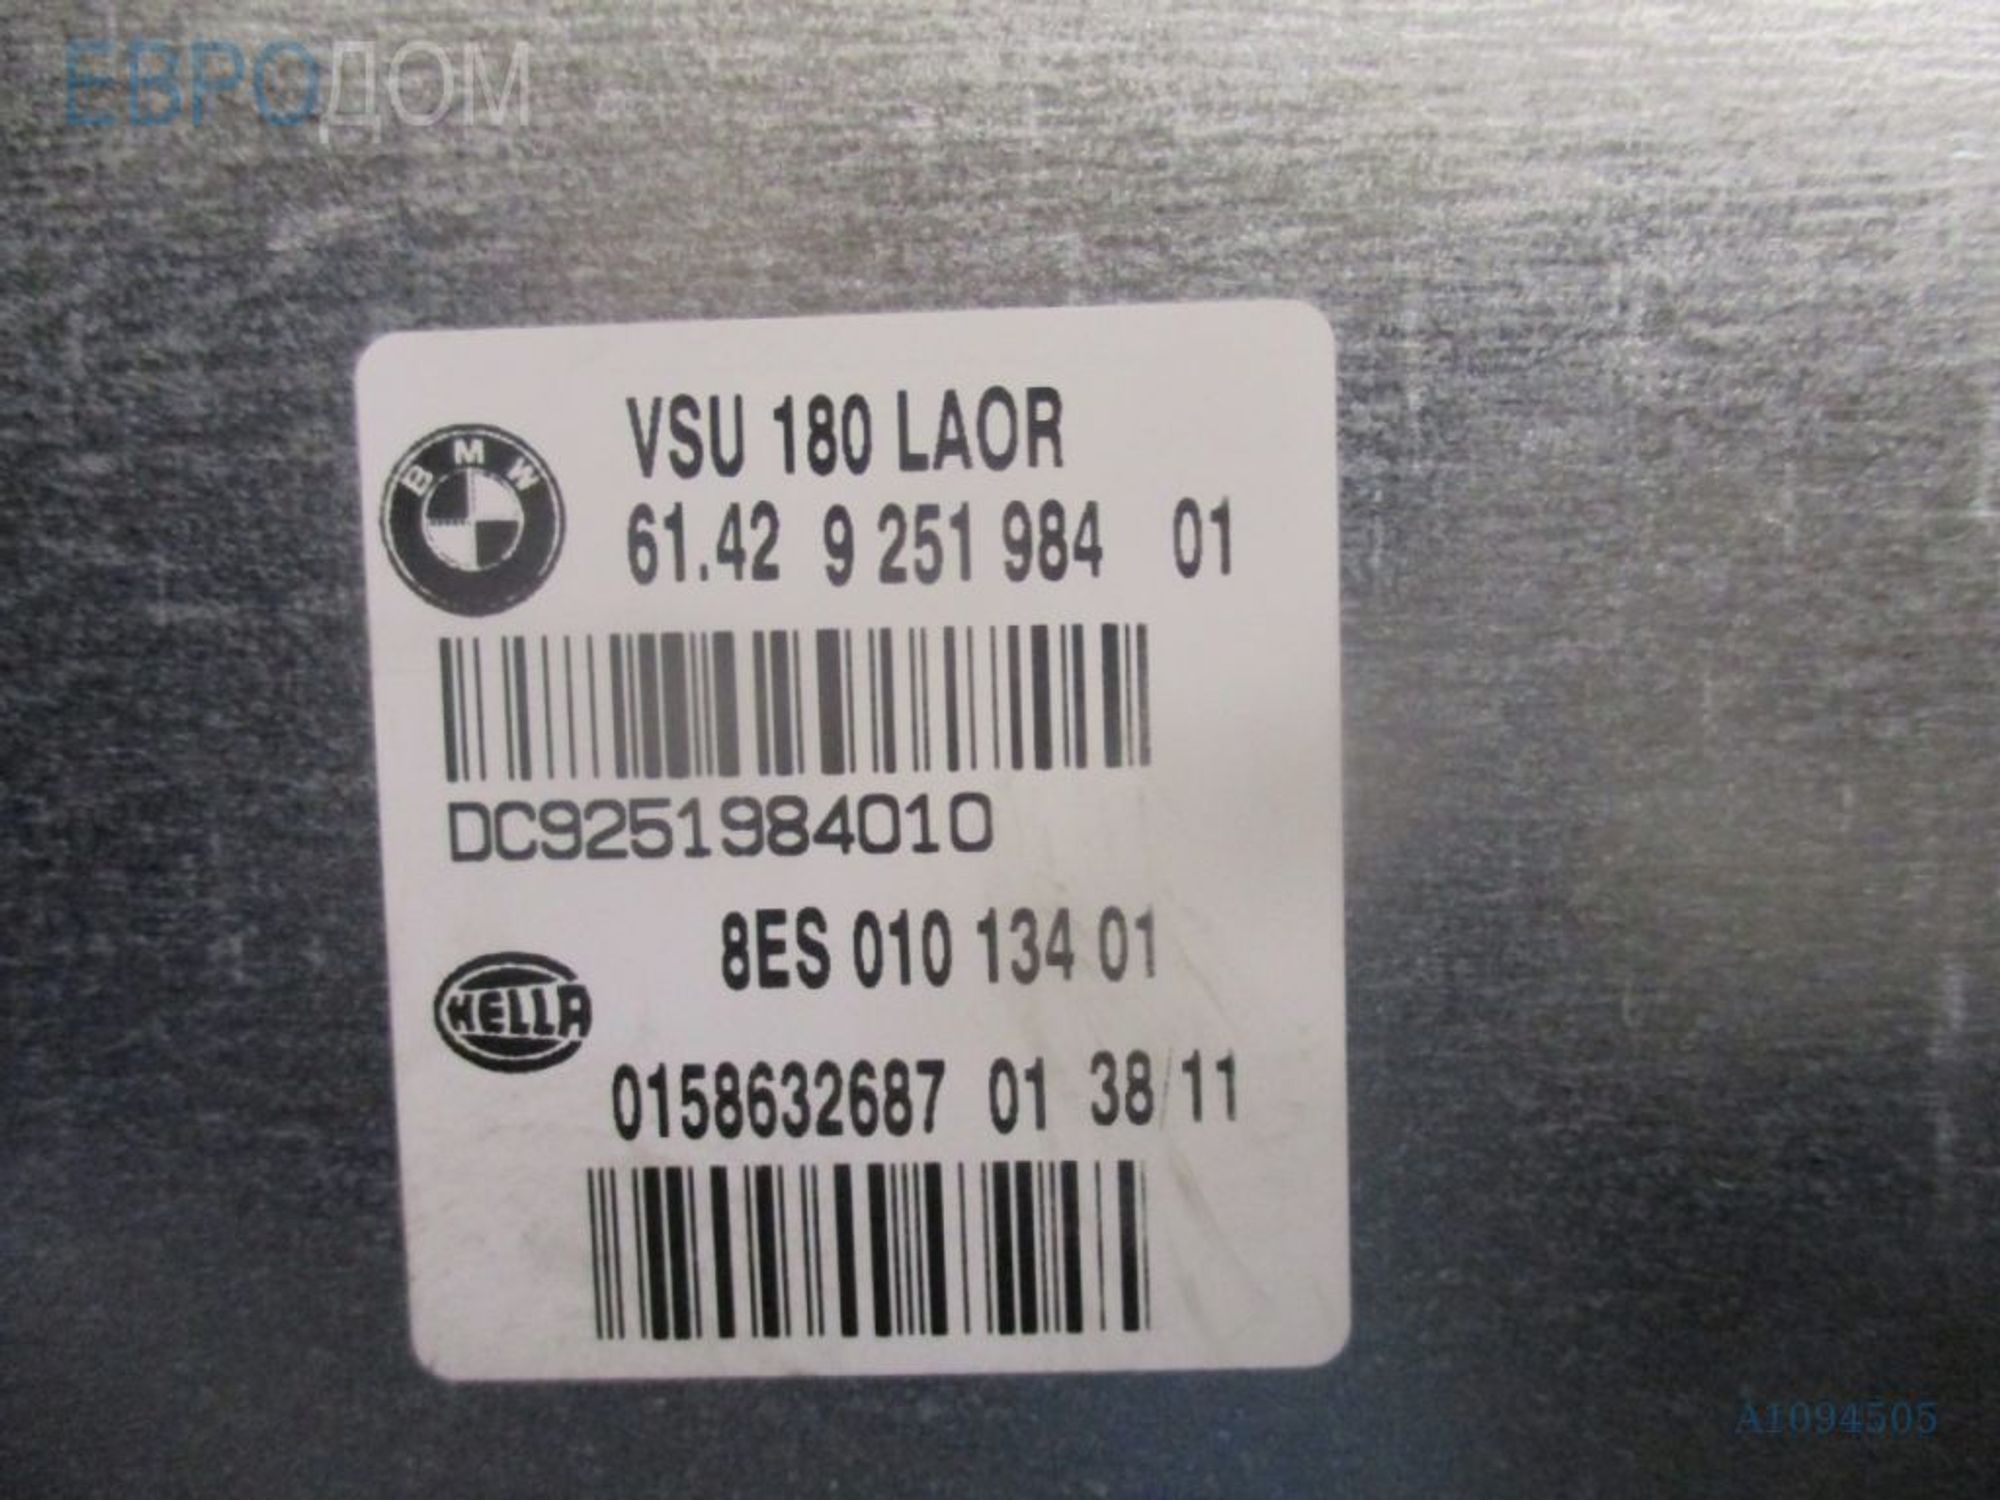 ЕВРОДОМ
VSU 180 LAOR
BMW
61.42 9 251 984 01
DC9251984010
8ES 010 134 01
HELLA
0158632687 01 38/11
A1094505